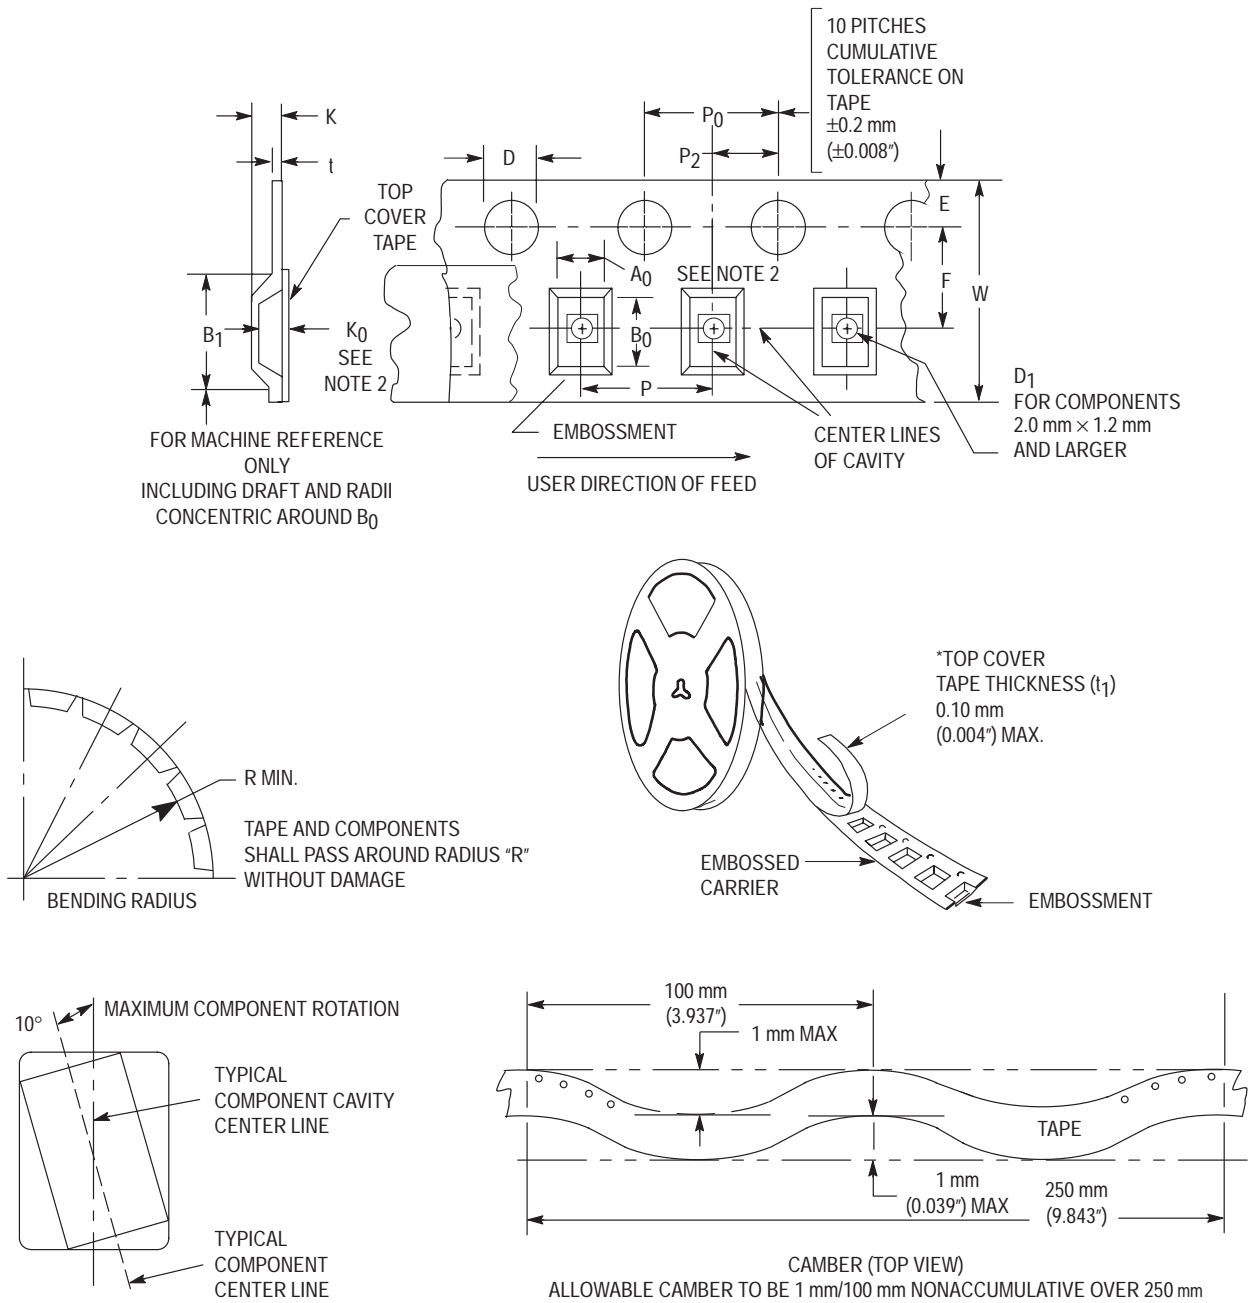 10 PITCHES
CUMULATIVE
TOLERANCE ON
TAPE
±0.2 mm
(±0.008″)
K
t
P0
P2
D
E
TOP
COVER
TAPE
A0
SEE NOTE 2
F
W
B1
K0
SEE
NOTE 2
B0
P
D1
FOR COMPONENTS
2.0 mm × 1.2 mm
AND LARGER
EMBOSSMENT
CENTER LINES
OF CAVITY
FOR MACHINE REFERENCE
ONLY
INCLUDING DRAFT AND RADII
CONCENTRIC AROUND B0
USER DIRECTION OF FEED
*TOP COVER
TAPE THICKNESS (t1)
0.10 mm
(0.004″) MAX.
R MIN.
TAPE AND COMPONENTS
SHALL PASS AROUND RADIUS “R”
WITHOUT DAMAGE
BENDING RADIUS
EMBOSSED
CARRIER
EMBOSSMENT
10°
MAXIMUM COMPONENT ROTATION
TYPICAL
COMPONENT CAVITY
CENTER LINE
TYPICAL
COMPONENT
CENTER LINE
100 mm
(3.937″)
1 mm MAX
TAPE
1 mm
(0.039″) MAX
250 mm
(9.843″)
CAMBER (TOP VIEW)
ALLOWABLE CAMBER TO BE 1 mm/100 mm NONACCUMULATIVE OVER 250 mm